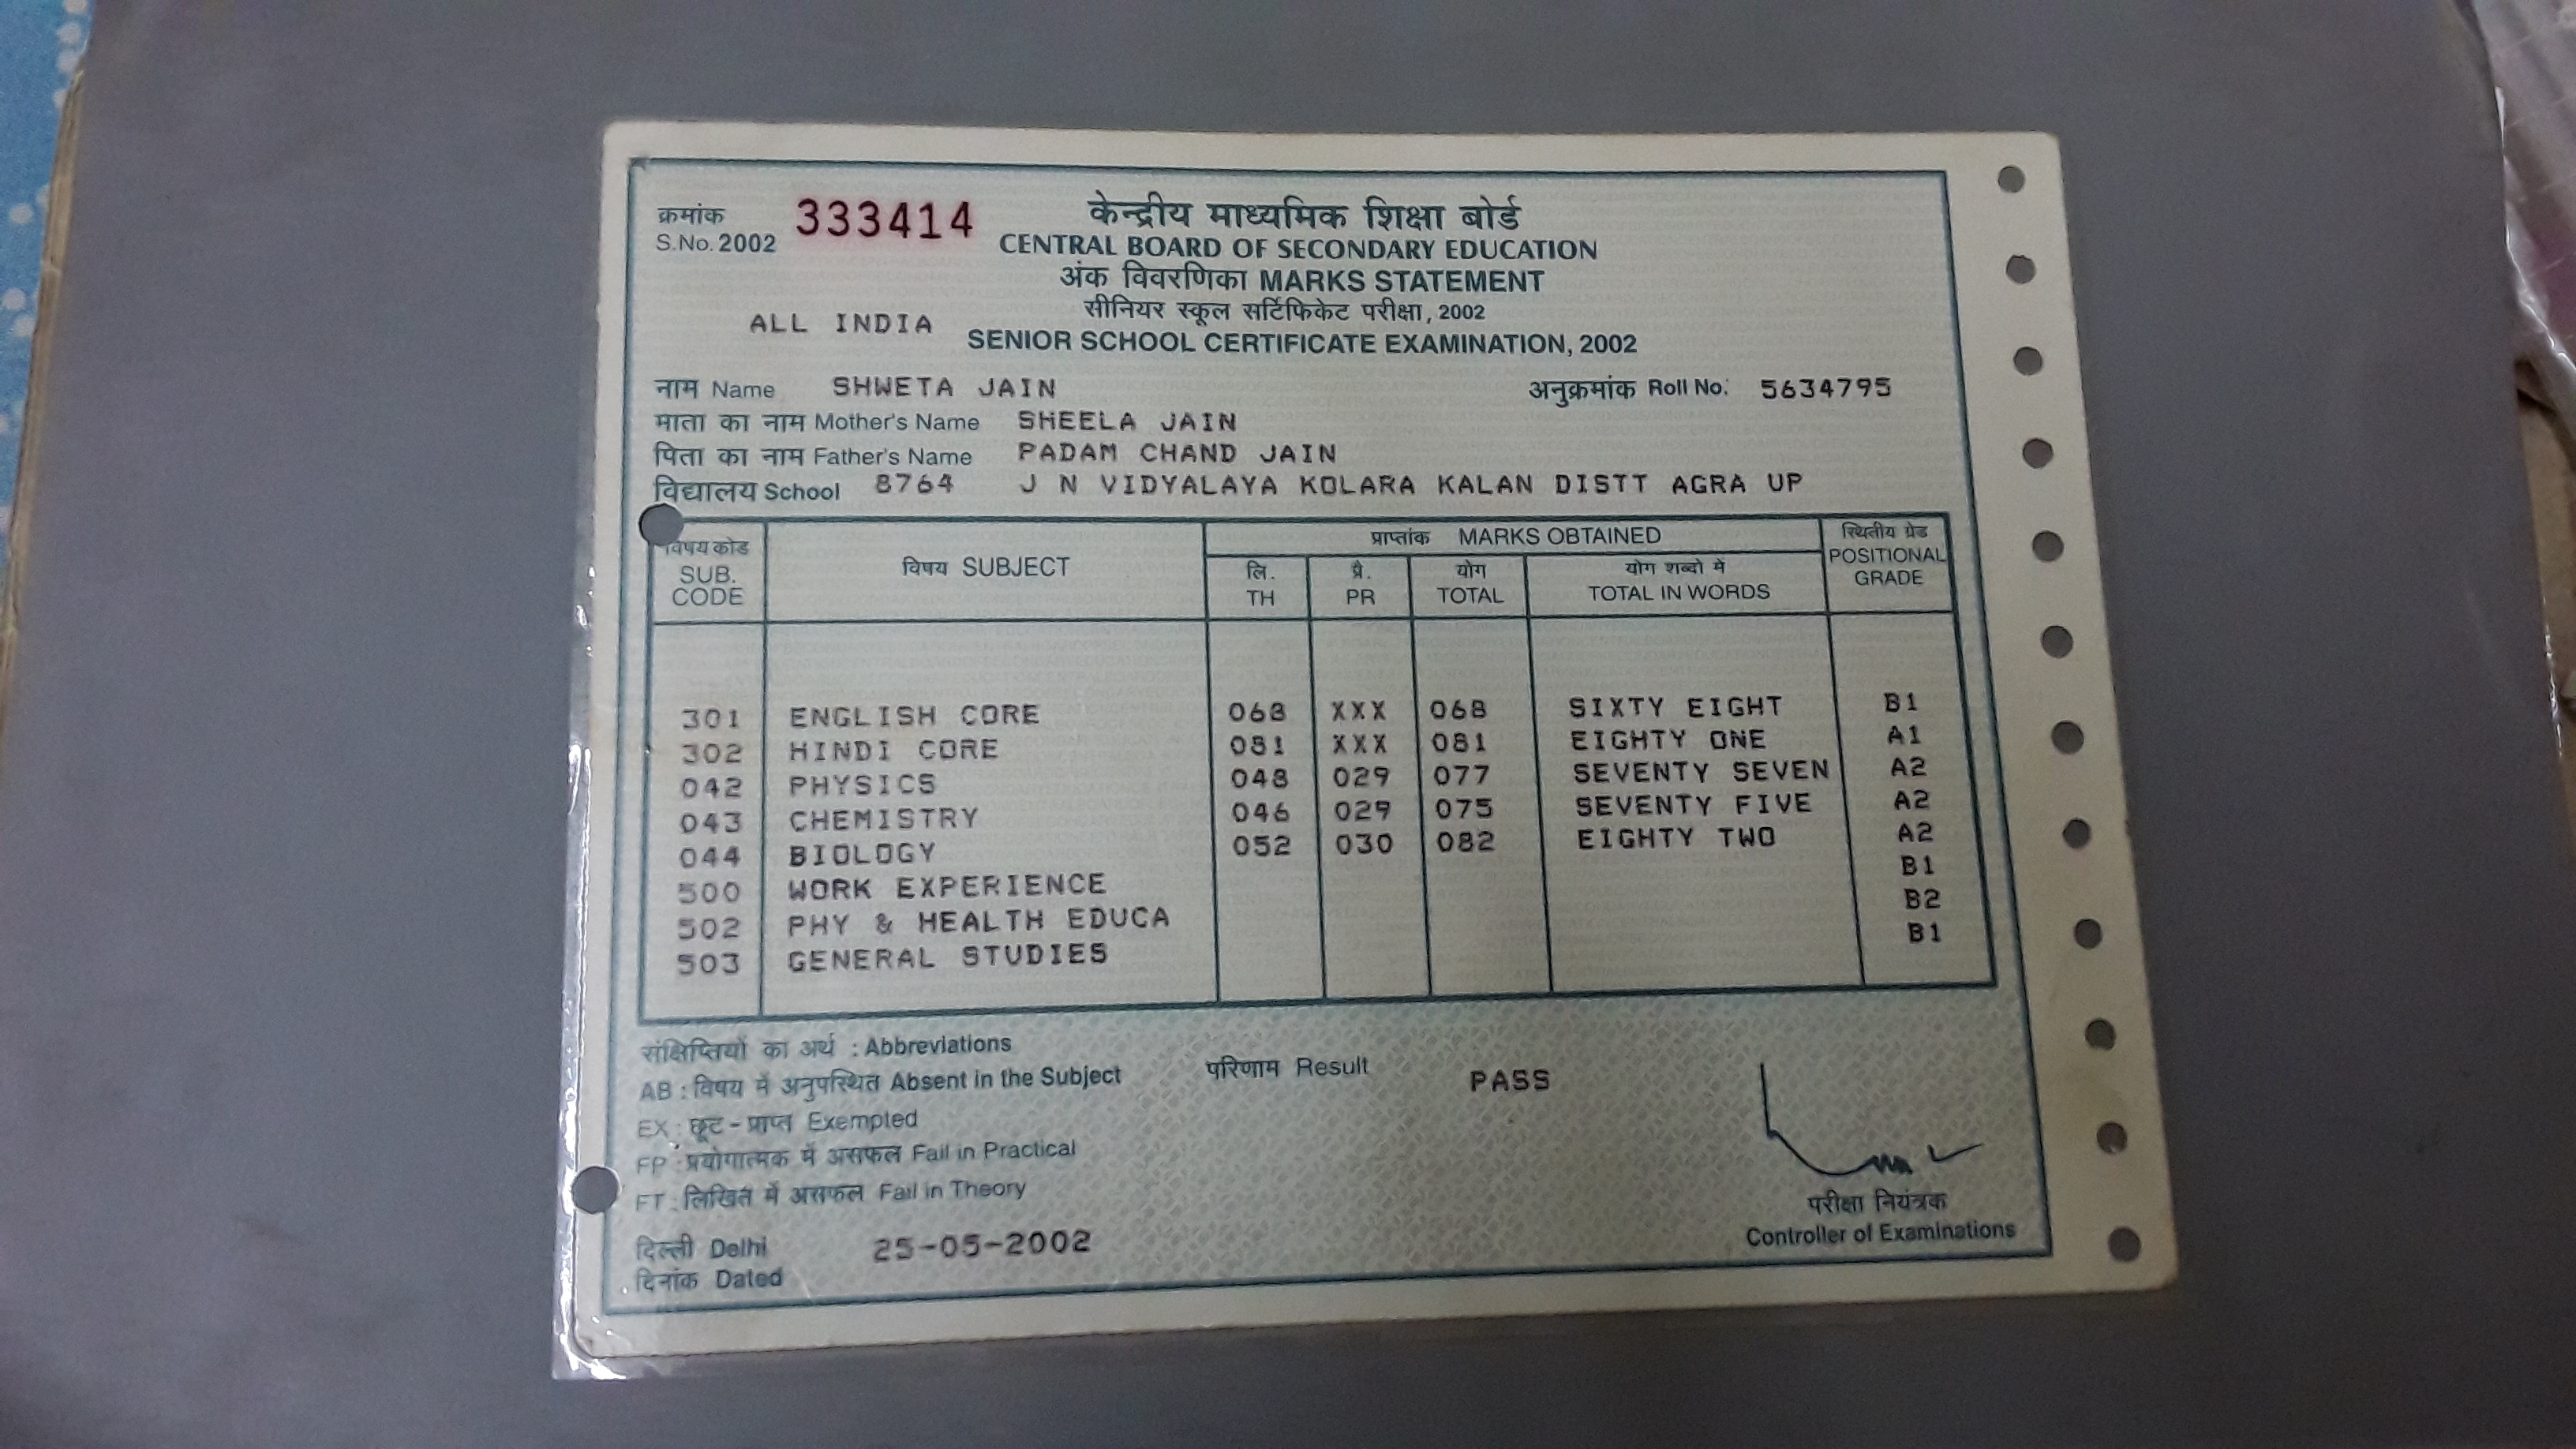 क्रमांक
S.No. 2002 333414
केन्द्रीय माध्यमिक शिक्षा बोर्ड
CENTRAL BOARD OF SECONDARY EDUCATION
अंक विवरणिका MARKS STATEMENT
सीनियर स्कूल सर्टिफिकेट परीक्षा, 2002
ALL INDIA
SENIOR SCHOOL CERTIFICATE EXAMINATION, 2002
नाम Name SHWETA JAIN अनुक्रमांक Roll No. 5634795
माता का नाम Mother's Name SHEELA JAIN
पिता का नाम Father's Name PADAM CHAND JAIN
विद्यालय School 8764 J N VIDYALAYA KOLARA KALAN DISTT AGRA UP
विषय कोड SUB. CODE विषय SUBJECT प्राप्तांक MARKS OBTAINED स्थितीय ग्रेड POSITIONAL GRADE
लि. TH प्रै. PR योग TOTAL योग शब्दो में TOTAL IN WORDS
301 ENGLISH CORE 068 XXX 068 SIXTY EIGHT B1
302 HINDI CORE 081 XXX 081 EIGHTY ONE A1
042 PHYSICS 048 029 077 SEVENTY SEVEN A2
043 CHEMISTRY 046 029 075 SEVENTY FIVE A2
044 BIOLOGY 052 030 082 EIGHTY TWO A2
500 WORK EXPERIENCE B1
502 PHY & HEALTH EDUCA B2
503 GENERAL STUDIES B1
संक्षिप्तियों का अर्थ : Abbreviations
AB : विषय में अनुपस्थित Absent in the Subject
परिणाम Result PASS
EX : छूट - प्राप्त Exempted
FP : प्रयोगात्मक में असफल Fail in Practical
FT : लिखित में असफल Fail in Theory
परीक्षा नियंत्रक
Controller of Examinations
दिल्ली Delhi
दिनांक Dated 25-05-2002